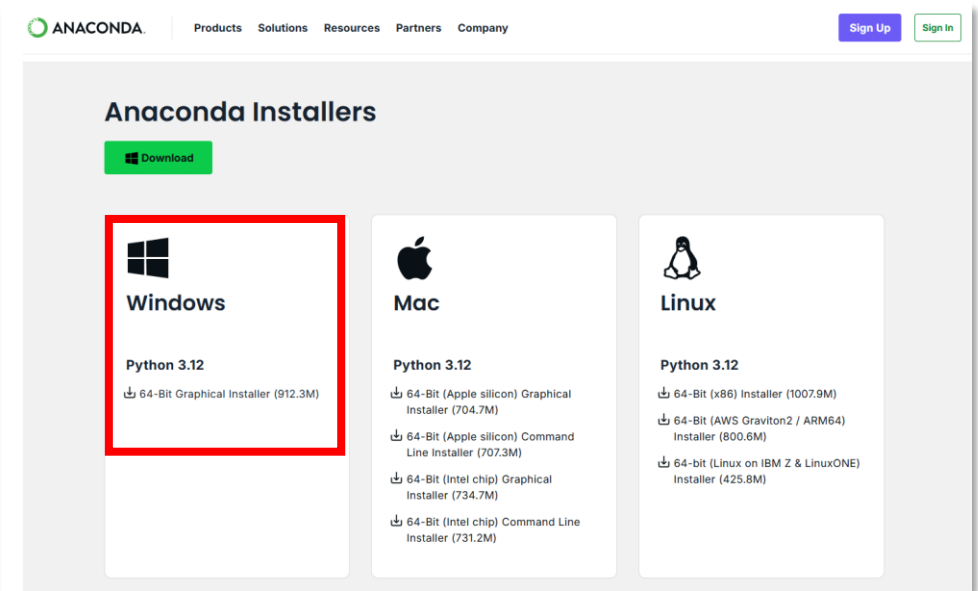 ANACONDA.
Products Solutions Resources Partners Company
Sign Up
Sign In
Anaconda Installers
Download
Windows
Python 3.12
64-Bit Graphical Installer (912.3M)
Mac
Python 3.12
64-Bit (Apple silicon) Graphical
Installer (704.7M)
64-Bit (Apple silicon) Command
Line Installer (707.3M)
64-Bit (Intel chip) Graphical
Installer (734.7M)
64-Bit (Intel chip) Command Line
Installer (731.2M)
Linux
Python 3.12
64-Bit (x86) Installer (1007.9M)
64-Bit (AWS Graviton2 / ARM64)
Installer (800.6M)
64-bit (Linux on IBM Z & LinuxONE)
Installer (425.8M)